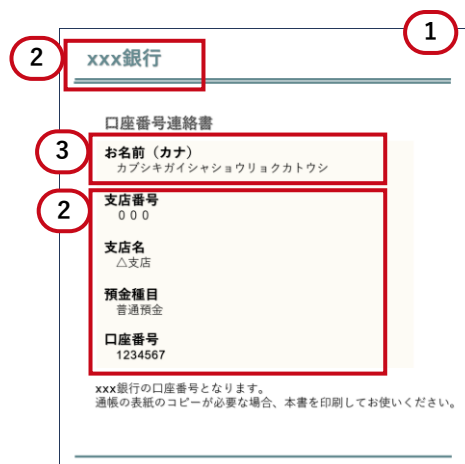 1
2
xxx銀行
口座番号連絡書
3
お名前（カナ）
カブシキガイシャショウリョクカトウシ
2
支店番号
０００
支店名
△支店
預金種目
普通預金
口座番号
1234567
xxx銀行の口座番号となります。
通帳の表紙のコピーが必要な場合、本書を印刷してお使いください。